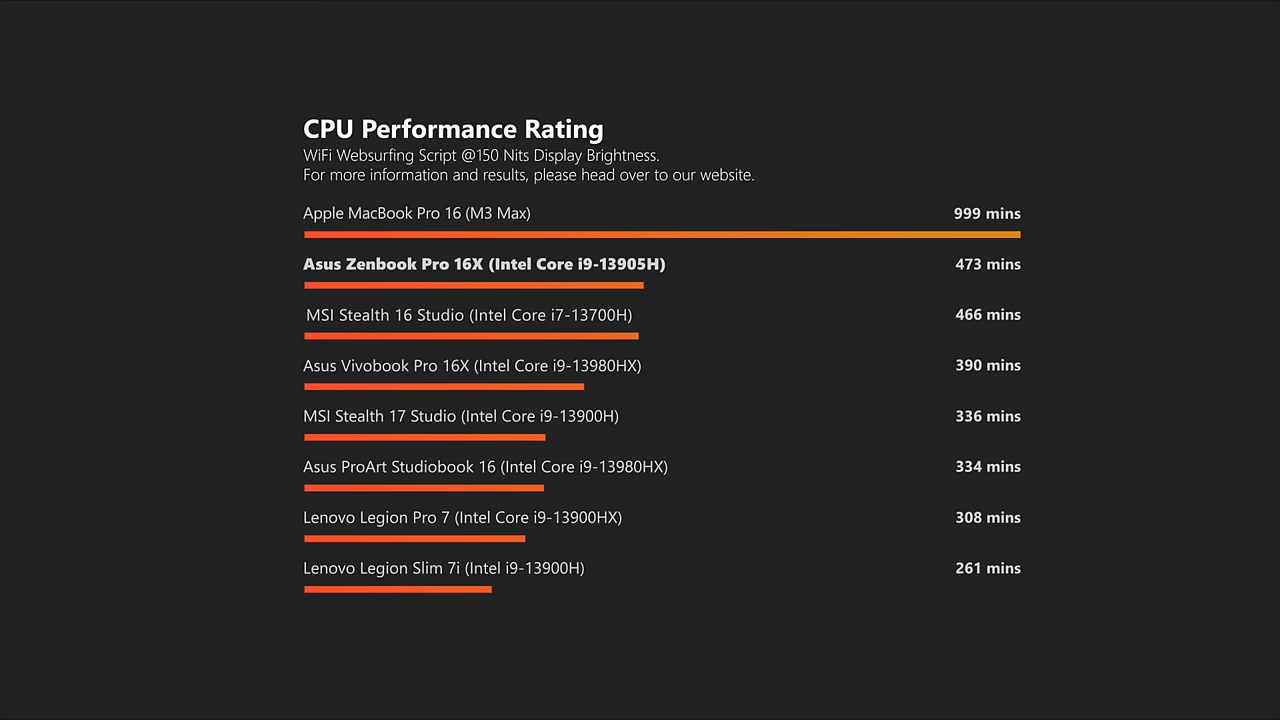 CPU Performance Rating
WiFi Websurfing Script @150 Nits Display Brightness.
For more information and results, please head over to our website.
Apple MacBook Pro 16 (M3 Max) 999 mins
Asus Zenbook Pro 16X (Intel Core i9-13905H) 473 mins
MSI Stealth 16 Studio (Intel Core i7-13700H) 466 mins
Asus Vivobook Pro 16X (Intel Core i9-13980HX) 390 mins
MSI Stealth 17 Studio (Intel Core i9-13900H) 336 mins
Asus ProArt Studiobook 16 (Intel Core i9-13980HX) 334 mins
Lenovo Legion Pro 7 (Intel Core i9-13900HX) 308 mins
Lenovo Legion Slim 7i (Intel i9-13900H) 261 mins